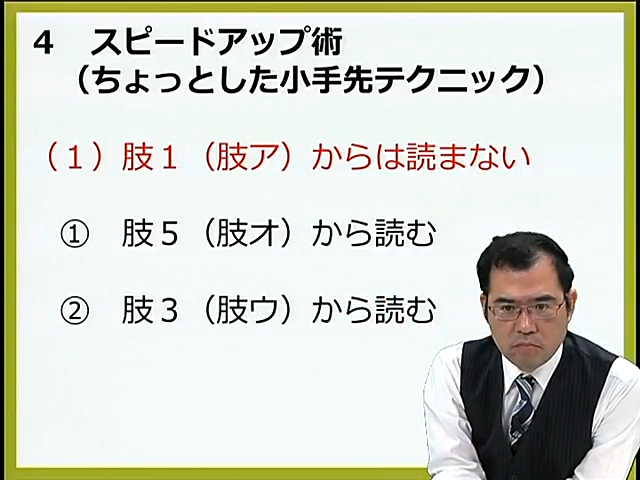 ４　スピードアップ術
（ちょっとした小手先テクニック）
（１）肢１（肢ア）からは読まない
①　肢５（肢オ）から読む
②　肢３（肢ウ）から読む